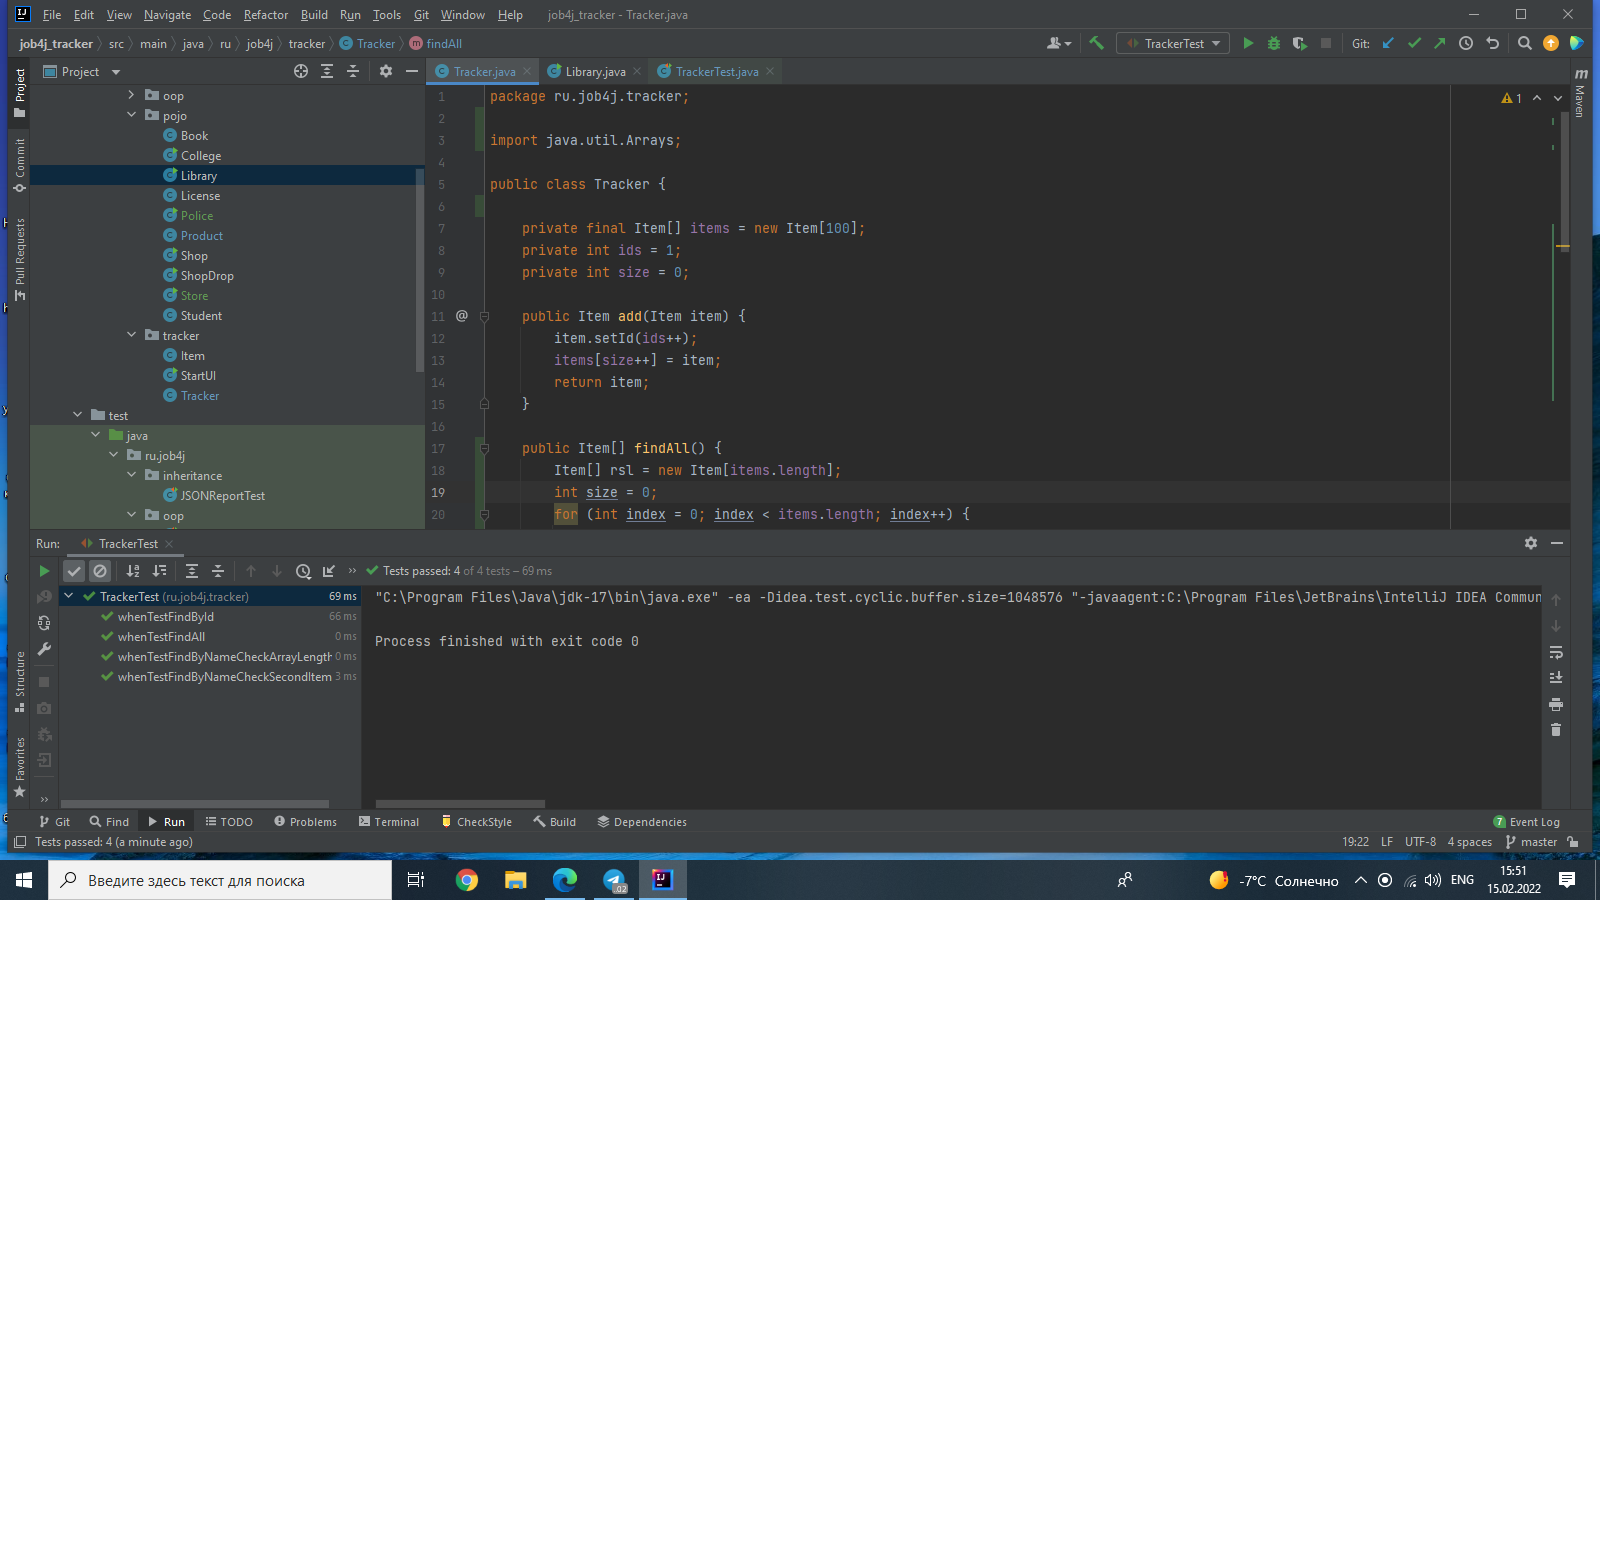 File Edit View Navigate Code Refactor Build Run Tools Git Window Help job4j_tracker - Tracker.java
job4j_tracker src main java ru job4j tracker Tracker findAll TrackerTest Git:
Project
Tracker.java Library.java TrackerTest.java
Project
Commit
Pull Requests
Structure
Favorites
Maven
oop
pojo
Book
College
Library
License
Police
Product
Shop
ShopDrop
Store
Student
tracker
Item
StartUI
Tracker
test
java
ru.job4j
inheritance
JSONReportTest
oop
1 package ru.job4j.tracker;
2
3 import java.util.Arrays;
4
5 public class Tracker {
6
7 private final Item[] items = new Item[100];
8 private int ids = 1;
9 private int size = 0;
10
11 @ public Item add(Item item) {
12 item.setId(ids++);
13 items[size++] = item;
14 return item;
15 }
16
17 public Item[] findAll() {
18 Item[] rsl = new Item[items.length];
19 int size = 0;
20 for (int index = 0; index < items.length; index++) {
1
Run: TrackerTest
Tests passed: 4 of 4 tests – 69 ms
TrackerTest (ru.job4j.tracker) 69 ms
whenTestFindById 66 ms
whenTestFindAll 0 ms
whenTestFindByNameCheckArrayLength 0 ms
whenTestFindByNameCheckSecondItem 3 ms
"C:\Program Files\Java\jdk-17\bin\java.exe" -ea -Didea.test.cyclic.buffer.size=1048576 "-javaagent:C:\Program Files\JetBrains\IntelliJ IDEA Commun
Process finished with exit code 0
Git Find Run TODO Problems Terminal CheckStyle Build Dependencies 7 Event Log
Tests passed: 4 (a minute ago) 19:22 LF UTF-8 4 spaces master
Введите здесь текст для поиска .02 -7°C Солнечно ENG 15:51
15.02.2022